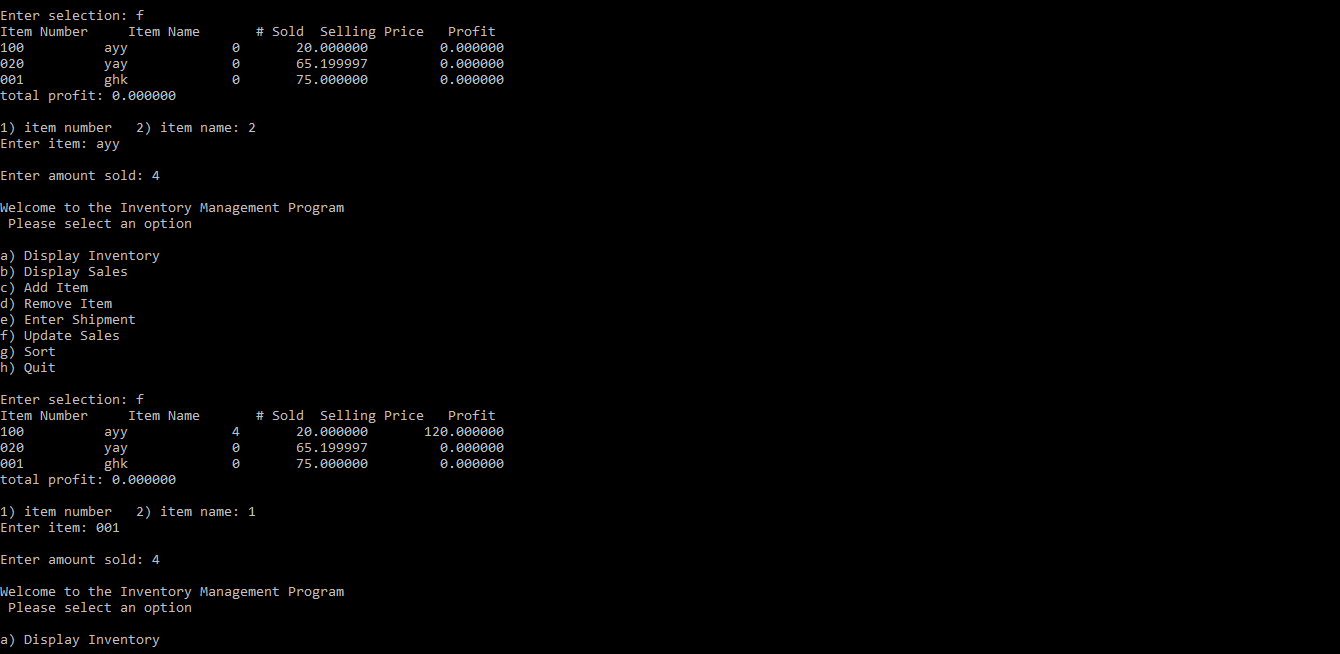 Enter selection: f
Item Number     Item Name       # Sold  Selling Price   Profit
100          ayy             0       20.000000         0.000000
020          yay             0       65.199997         0.000000
001          ghk             0       75.000000         0.000000
total profit: 0.000000
1) item number   2) item name: 2
Enter item: ayy
Enter amount sold: 4
Welcome to the Inventory Management Program
 Please select an option
a) Display Inventory
b) Display Sales
c) Add Item
d) Remove Item
e) Enter Shipment
f) Update Sales
g) Sort
h) Quit
Enter selection: f
Item Number     Item Name       # Sold  Selling Price   Profit
100          ayy             4       20.000000       120.000000
020          yay             0       65.199997         0.000000
001          ghk             0       75.000000         0.000000
total profit: 0.000000
1) item number   2) item name: 1
Enter item: 001
Enter amount sold: 4
Welcome to the Inventory Management Program
 Please select an option
a) Display Inventory